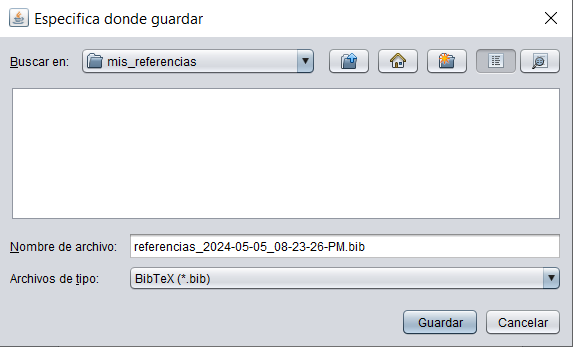 Especifica donde guardar
Buscar en: mis_referencias
Nombre de archivo: referencias_2024-05-05_08-23-26-PM.bib
Archivos de tipo: BibTeX (*.bib)
Guardar Cancelar